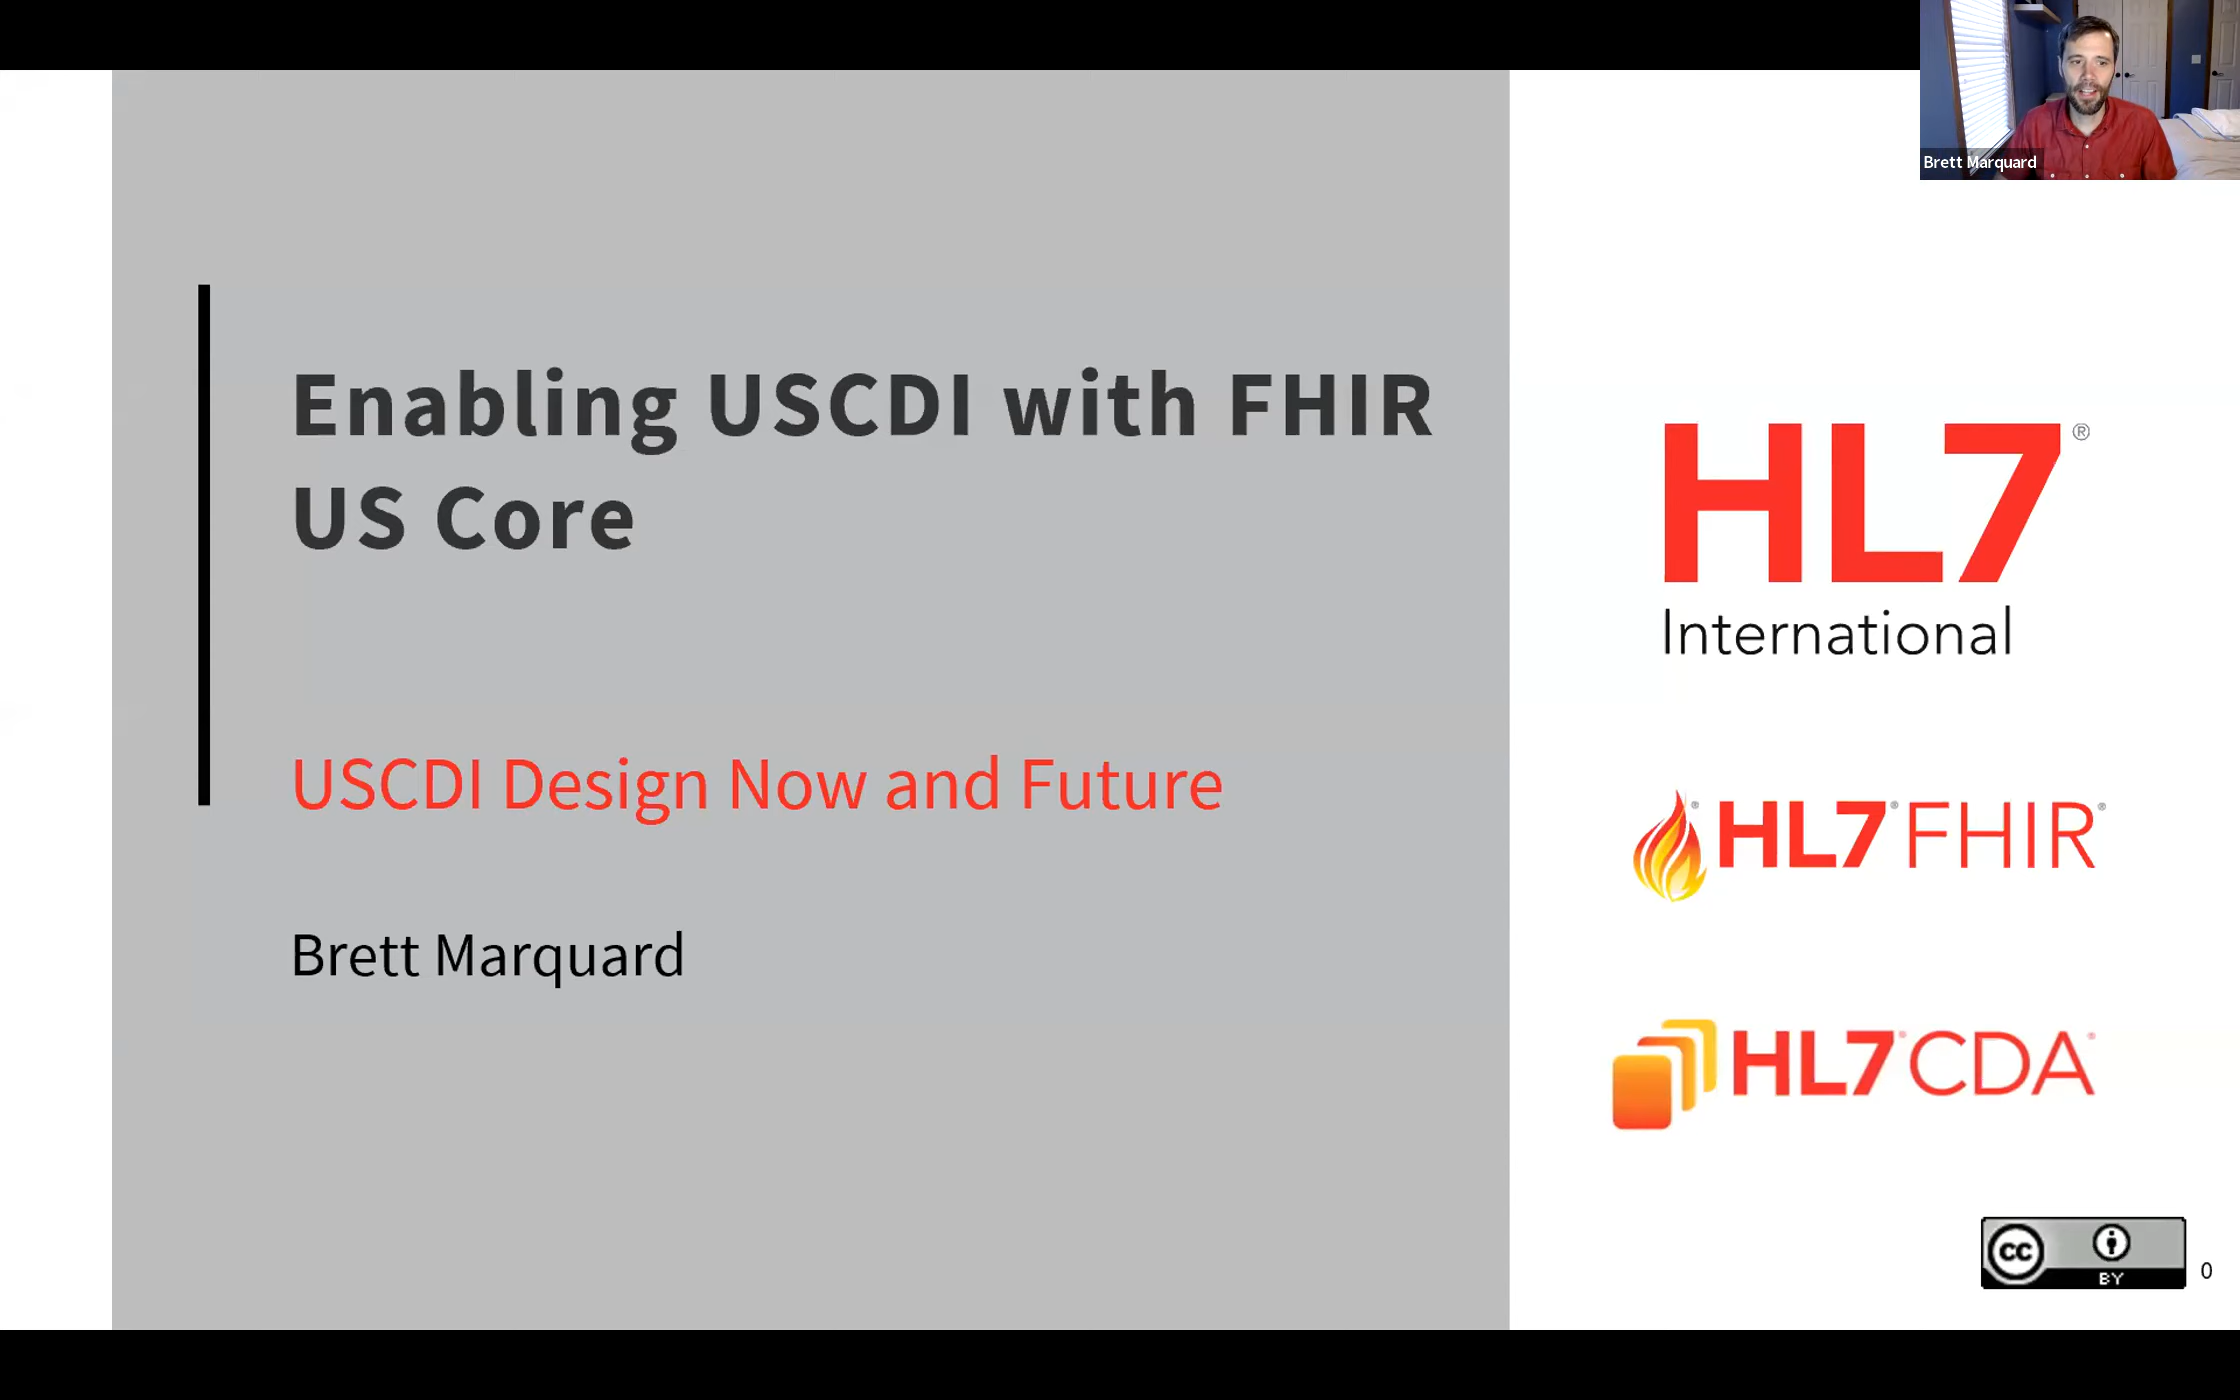 Brett Marquard
Enabling USCDI with FHIR
US Core
USCDI Design Now and Future
Brett Marquard
HL7®
International
HL7® FHIR®
HL7® CDA®
cc
BY
0